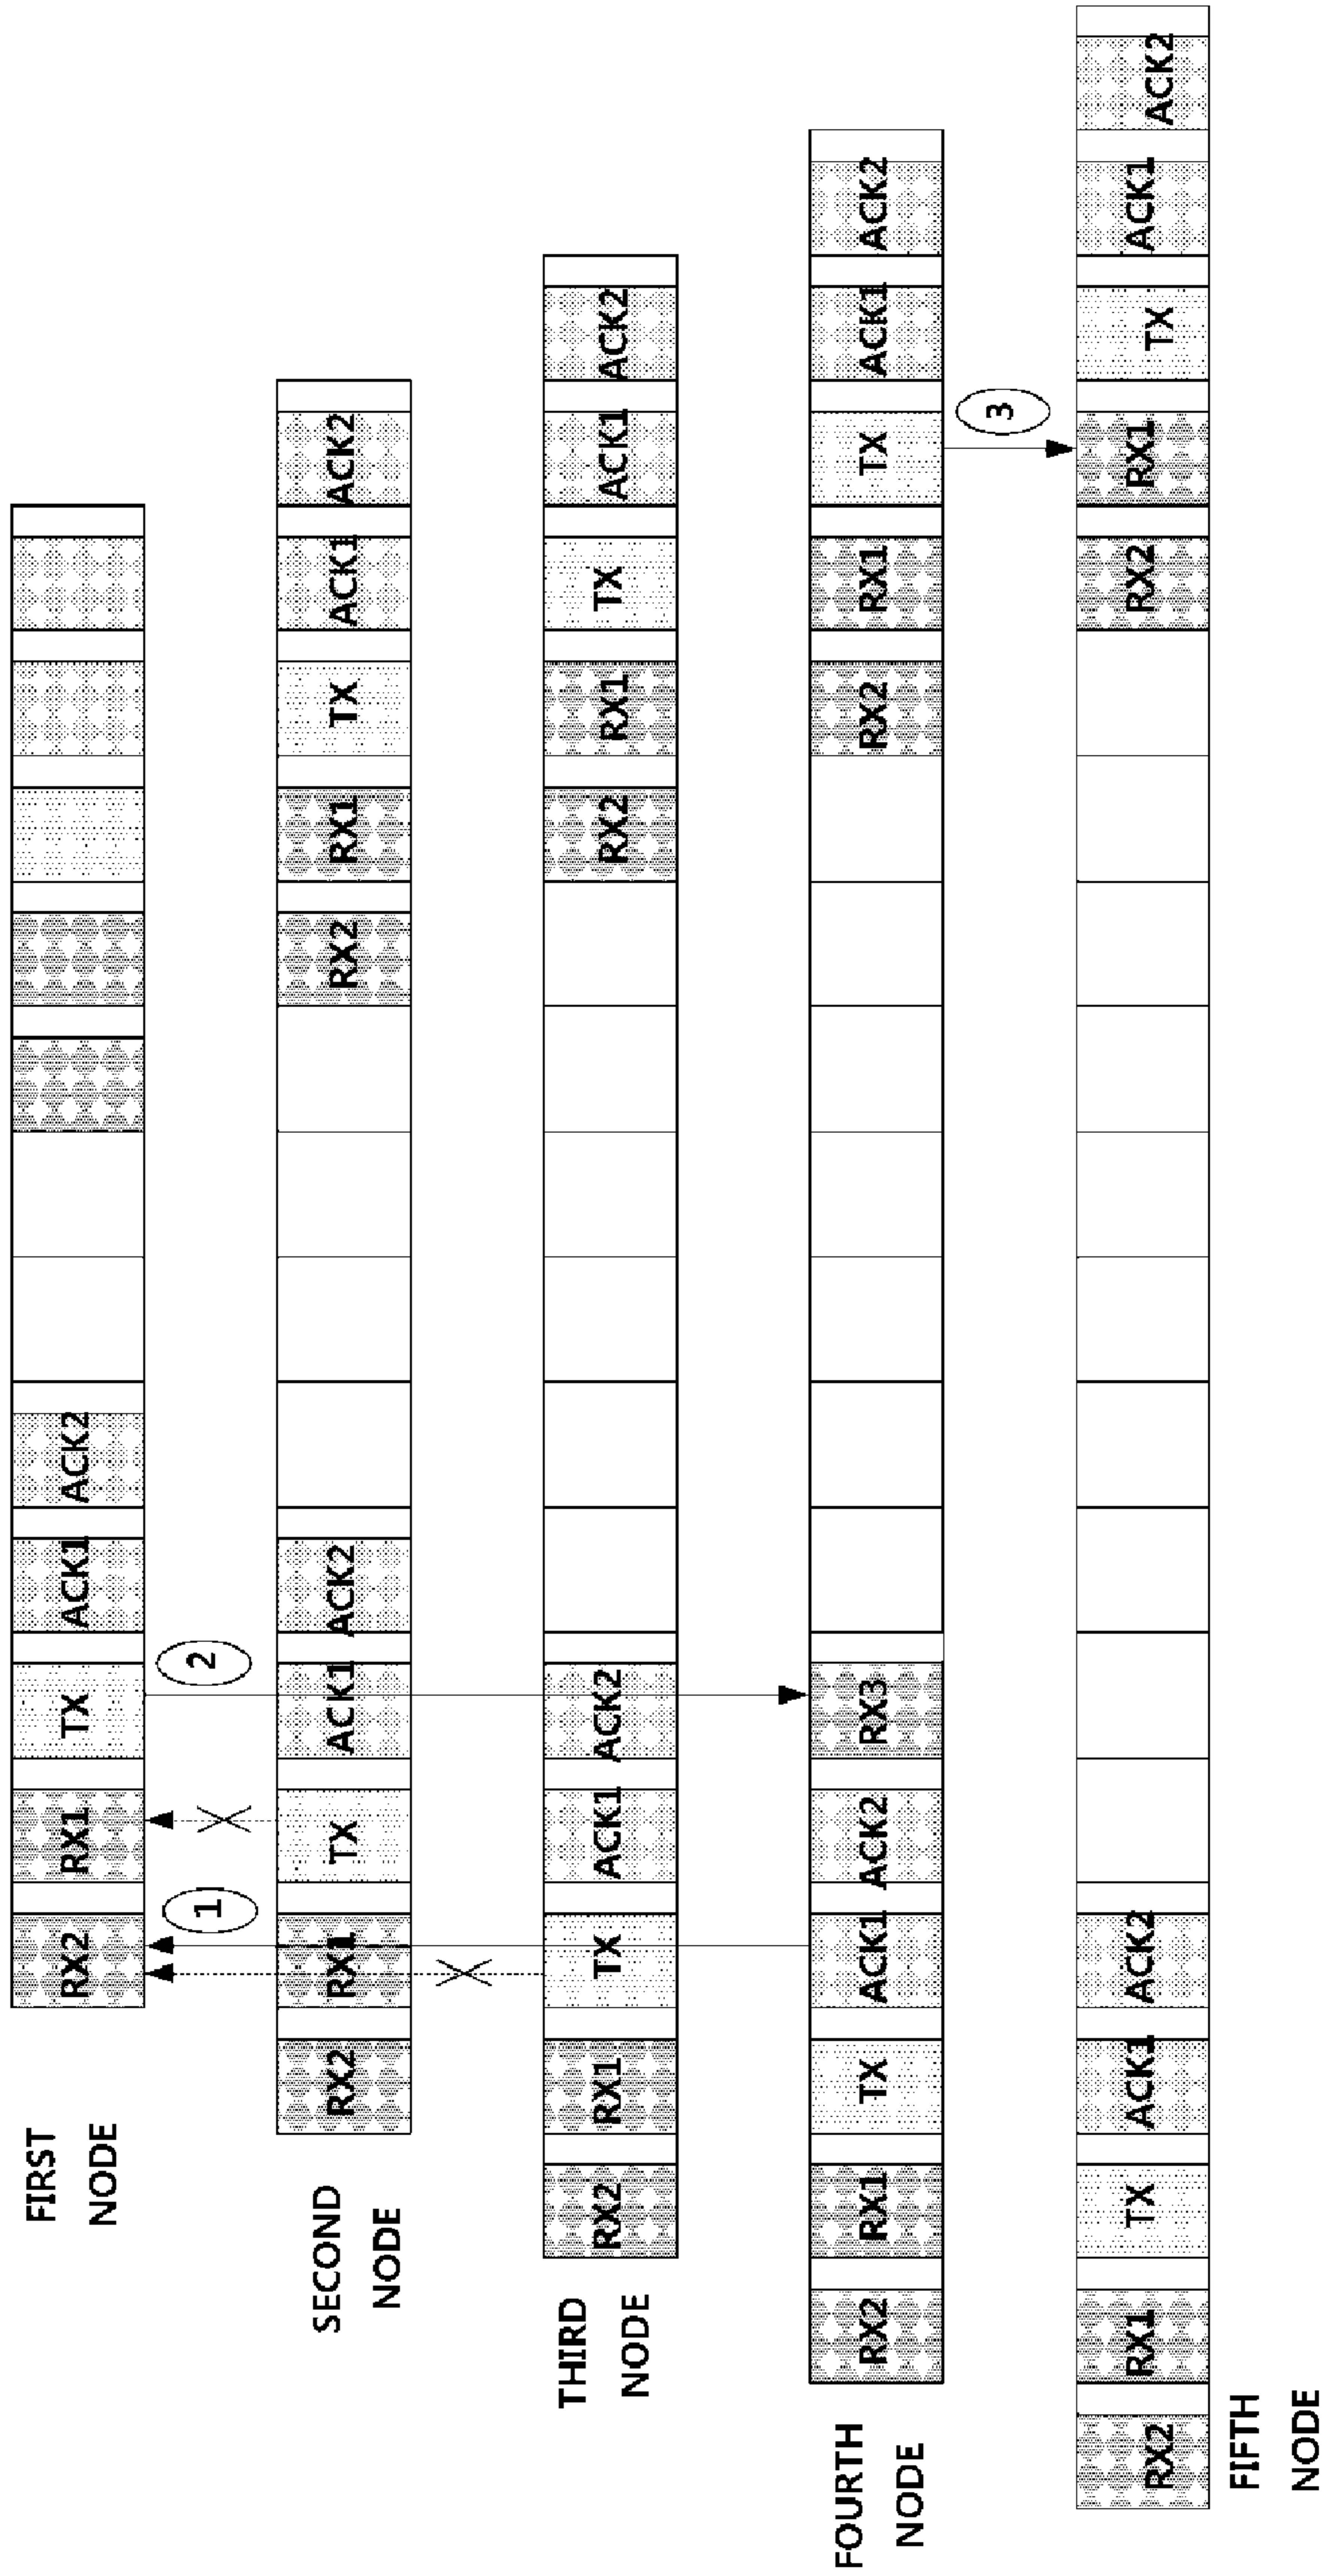 FIRST
NODE
RX2 RX1 TX ACK1 ACK2
1 2
SECOND
NODE
RX2 RX1 TX ACK1 ACK2 RX2 RX1 TX ACK1 ACK2
THIRD
NODE
RX2 RX1 TX ACK1 ACK2 RX2 RX1 TX ACK1 ACK2
FOURTH
NODE
RX2 RX1 TX ACK1 ACK2 RX3 RX2 RX1 TX ACK1 ACK2
3
RX2 RX1 TX ACK1 ACK2 RX2 RX1 TX ACK1 ACK2
FIFTH
NODE